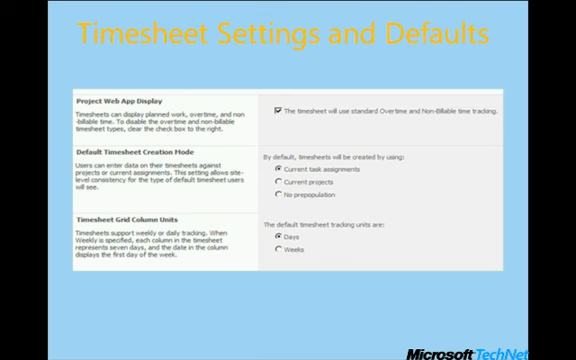 Timesheet Settings and Defaults
Project Web App Display
Timesheets can display planned work, overtime, and non
-billable time. To disable the overtime and non-billable
timesheet types, clear the check box to the right.
The timesheet will use standard Overtime and Non-Billable time tracking.
Default Timesheet Creation Mode
Users can enter data on their timesheets against
projects or current assignments. This setting allows site-
level consistency for the type of default timesheet users
will see.
By default, timesheets will be created by using:
Current task assignments
Current projects
No prepopulation
Timesheet Grid Column Units
Timesheets support weekly or daily tracking. When
Weekly is specified, each column in the timesheet
represents seven days, and the date in the column
displays the first day of the week.
The default timesheet tracking units are:
Days
Weeks
Microsoft TechNet